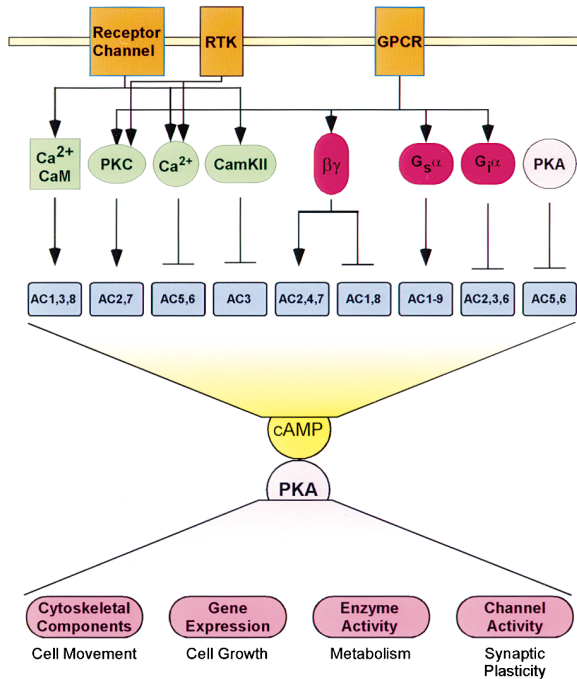 Receptor
Channel
RTK
GPCR
Ca2+
CaM
PKC
Ca2+
CamKII
βγ
Gsα
Giα
PKA
AC1,3,8
AC2,7
AC5,6
AC3
AC2,4,7
AC1,8
AC1-9
AC2,3,6
AC5,6
cAMP
PKA
Cytoskeletal
Components
Gene
Expression
Enzyme
Activity
Channel
Activity
Cell Movement
Cell Growth
Metabolism
Synaptic
Plasticity